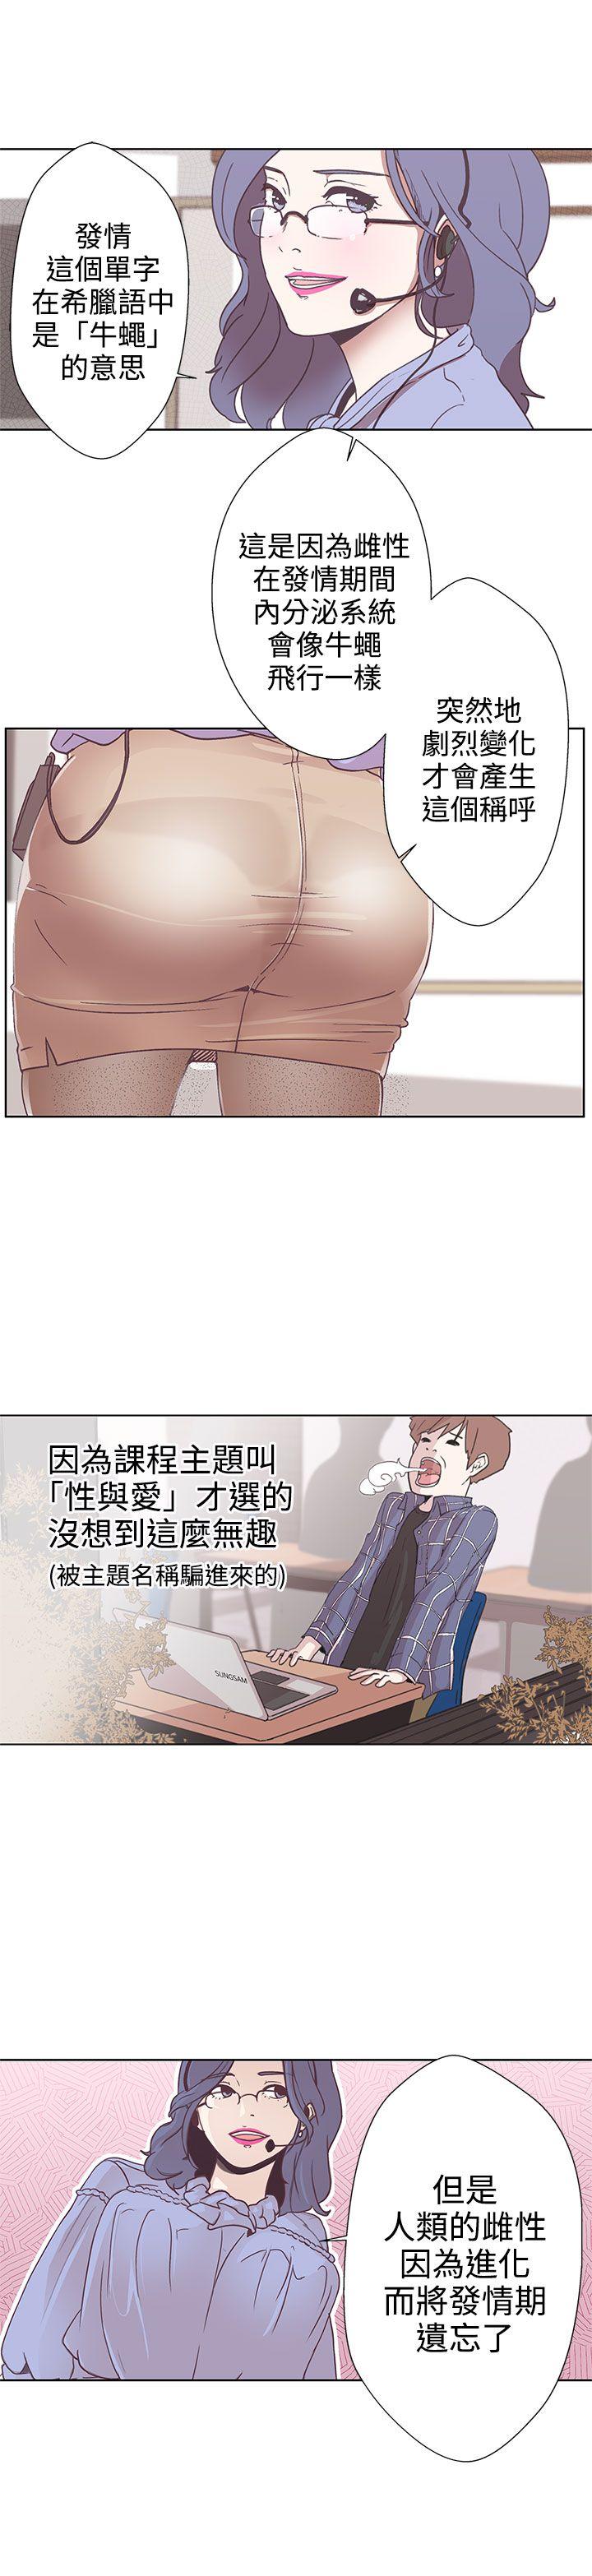 發情
這個單字
在希臘語中
是「牛蠅」
的意思
這是因為雌性
在發情期間
內分泌系統
會像牛蠅
飛行一樣
突然地
劇烈變化
才會產生
這個稱呼
因為課程主題叫
「性與愛」才選的
沒想到這麼無趣
(被主題名稱騙進來的)
SUNGSAM
但是
人類的雌性
因為進化
而將發情期
遺忘了